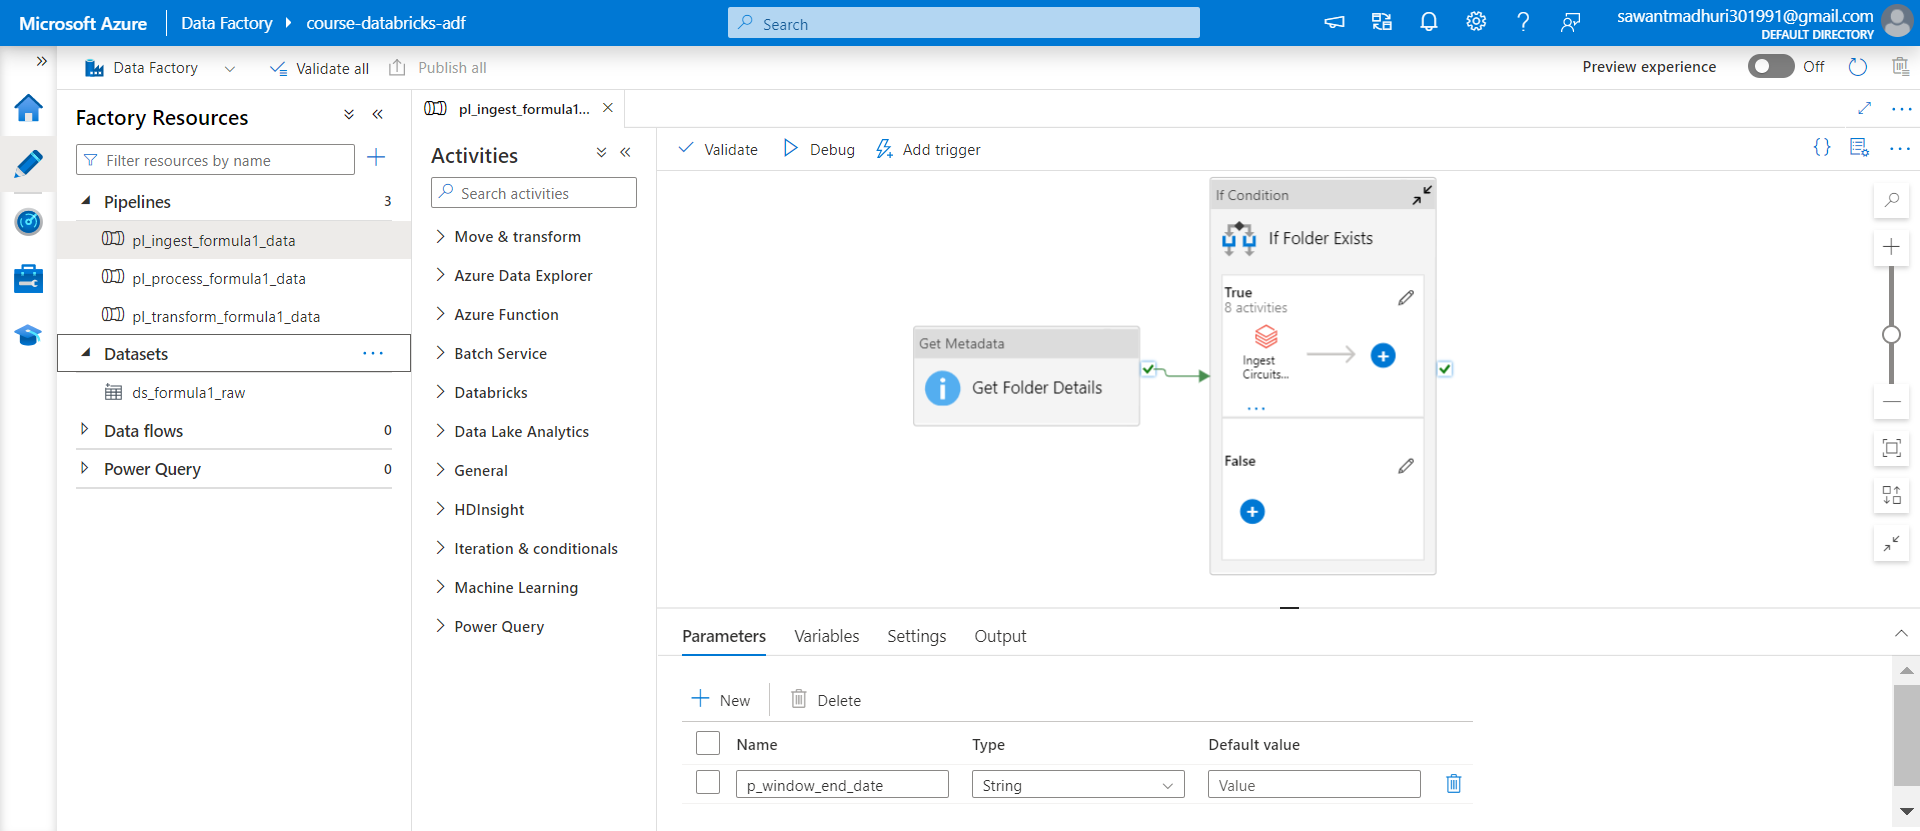 Microsoft Azure
Data Factory
course-databricks-adf
Search
sawantmadhuri301991@gmail.com
DEFAULT DIRECTORY
Data Factory
Validate all
Publish all
Preview experience
Off
Factory Resources
Filter resources by name
Pipelines
3
pl_ingest_formula1_data
pl_process_formula1_data
pl_transform_formula1_data
Datasets
ds_formula1_raw
Data flows
0
Power Query
0
pl_ingest_formula1...
Activities
Search activities
Move & transform
Azure Data Explorer
Azure Function
Batch Service
Databricks
Data Lake Analytics
General
HDInsight
Iteration & conditionals
Machine Learning
Power Query
Validate
Debug
Add trigger
Get Metadata
Get Folder Details
If Condition
If Folder Exists
True
8 activities
Ingest
Circuits...
False
Parameters
Variables
Settings
Output
New
Delete
Name
Type
Default value
p_window_end_date
String
Value